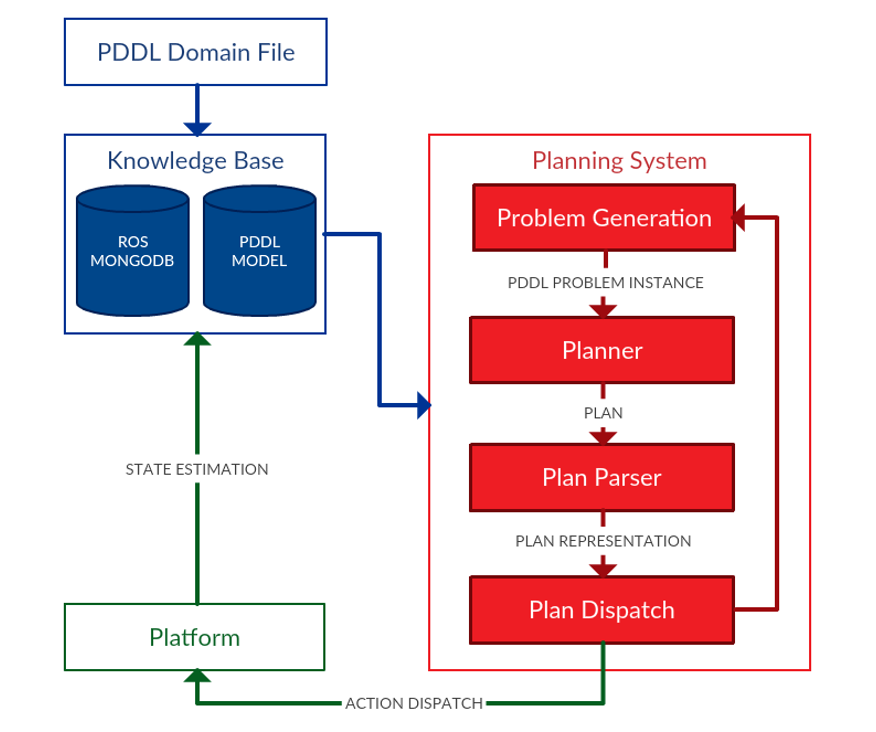 PDDL Domain File
Knowledge Base
ROS
MONGODB
PDDL
MODEL
STATE ESTIMATION
Platform
Planning System
Problem Generation
PDDL PROBLEM INSTANCE
Planner
PLAN
Plan Parser
PLAN REPRESENTATION
Plan Dispatch
ACTION DISPATCH